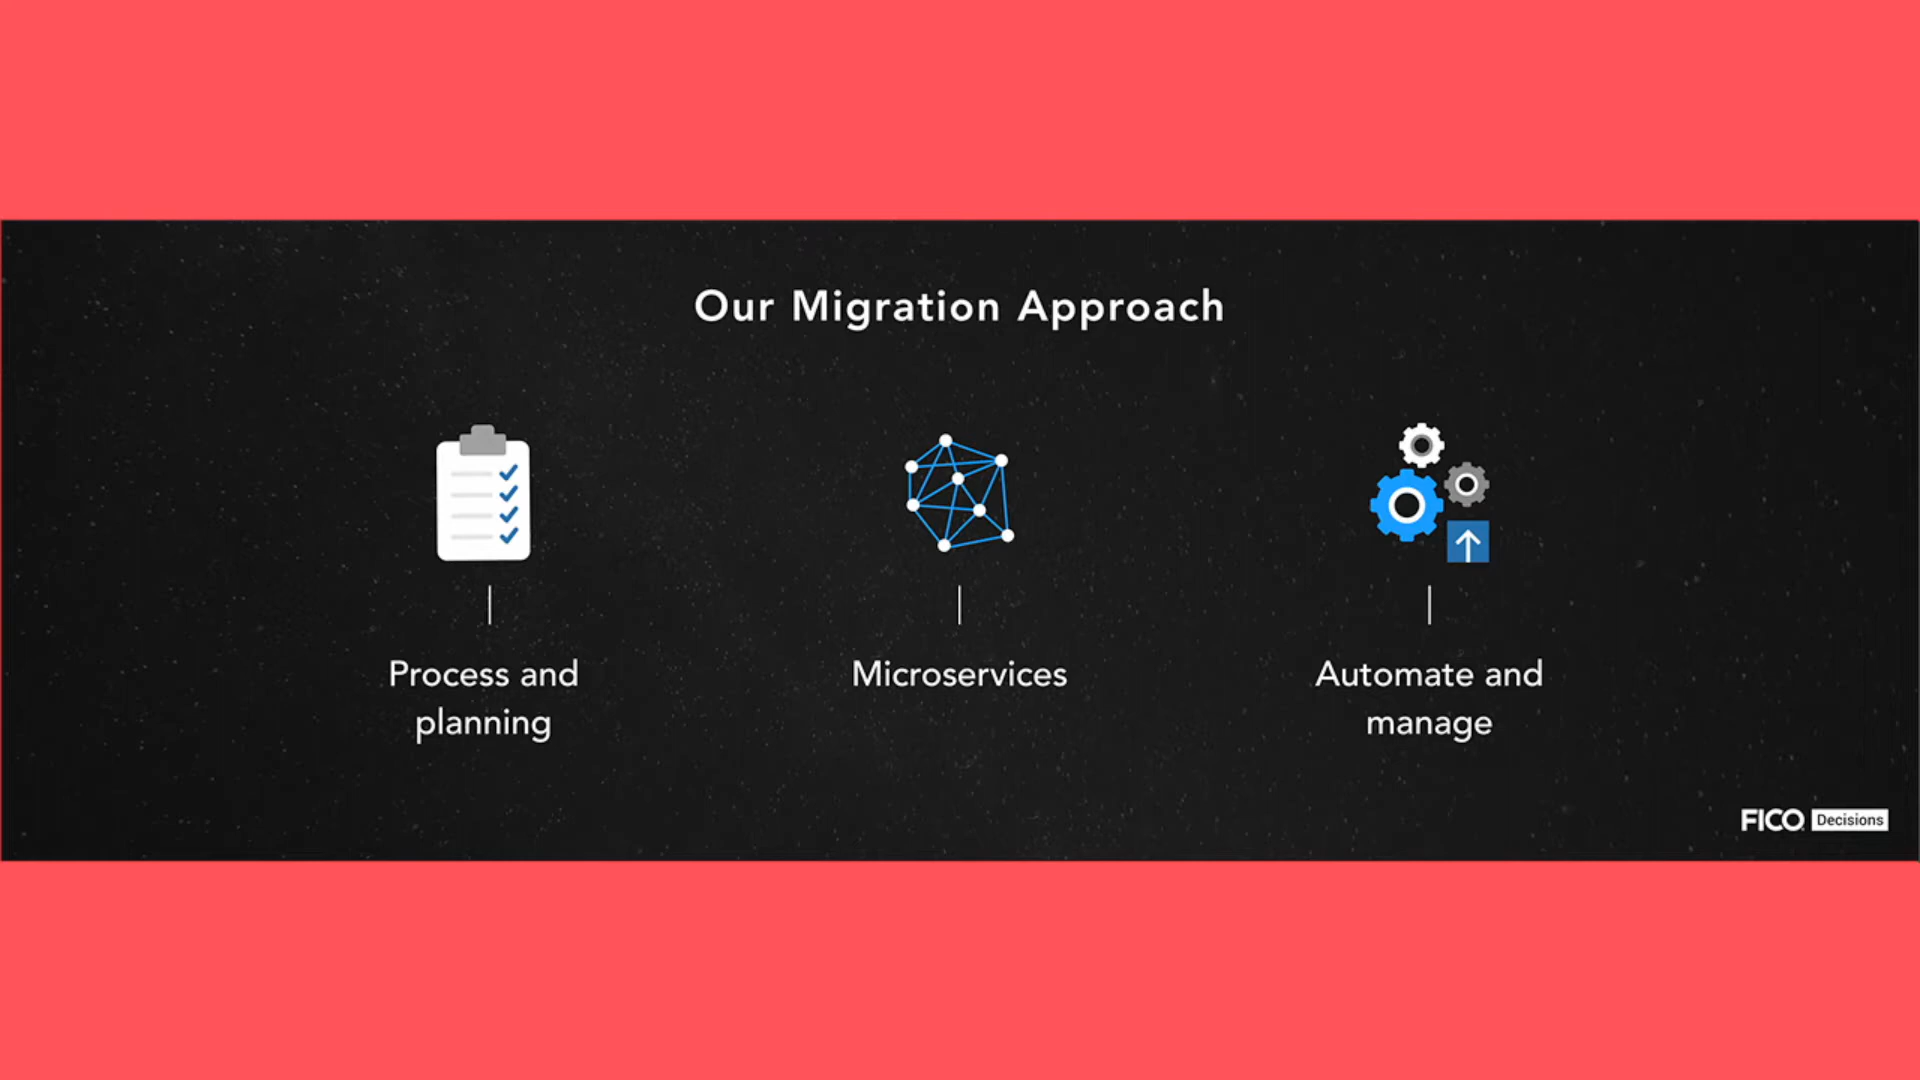 Our Migration Approach
Process and
planning
Microservices
Automate and
manage
FICO Decisions